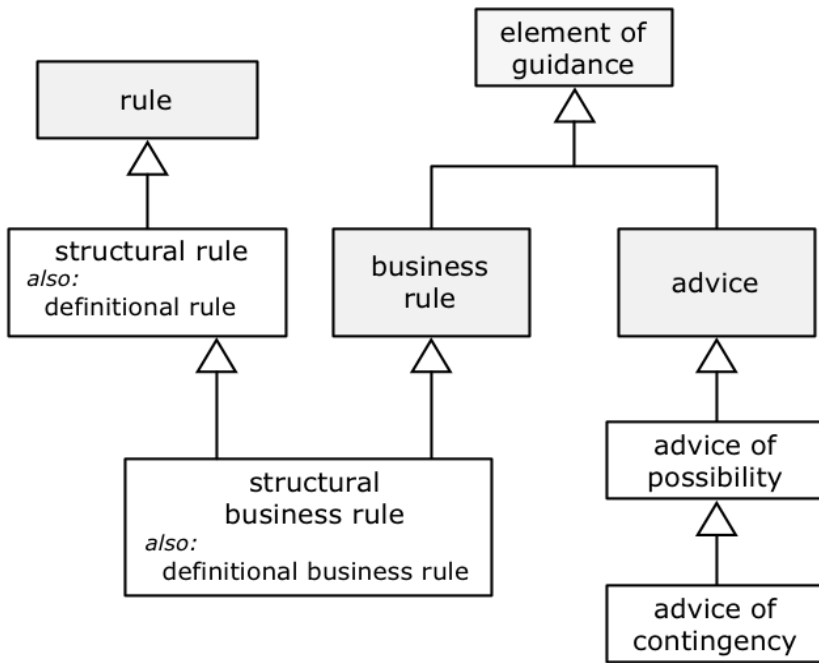 element of
guidance
rule
structural rule
also:
definitional rule
business
rule
advice
advice of
possibility
structural
business rule
also:
definitional business rule
advice of
contingency